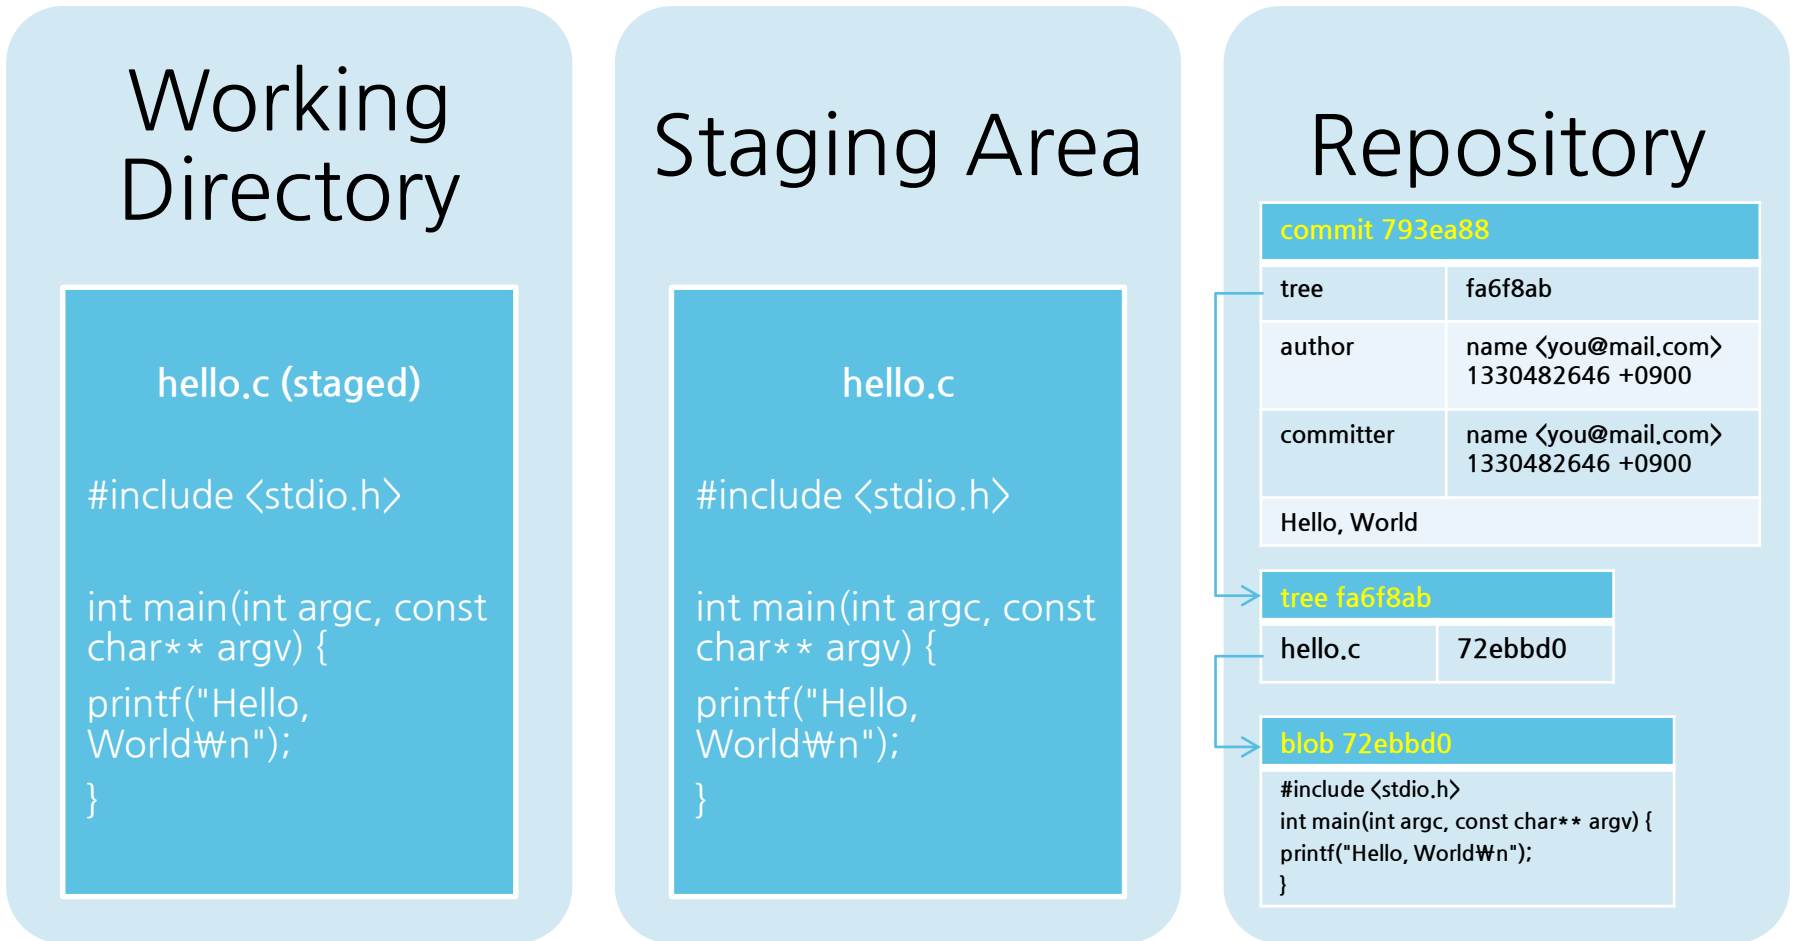 Working
Directory
hello.c (staged)
#include <stdio.h>
int main(int argc, const
char** argv) {
printf("Hello,
World₩n");
}
Staging Area
hello.c
#include <stdio.h>
int main(int argc, const
char** argv) {
printf("Hello,
World₩n");
}
Repository
commit 793ea88
tree fa6f8ab
author name <you@mail.com>
1330482646 +0900
committer name <you@mail.com>
1330482646 +0900
Hello, World
tree fa6f8ab
hello.c 72ebbd0
blob 72ebbd0
#include <stdio.h>
int main(int argc, const char** argv) {
printf("Hello, World₩n");
}